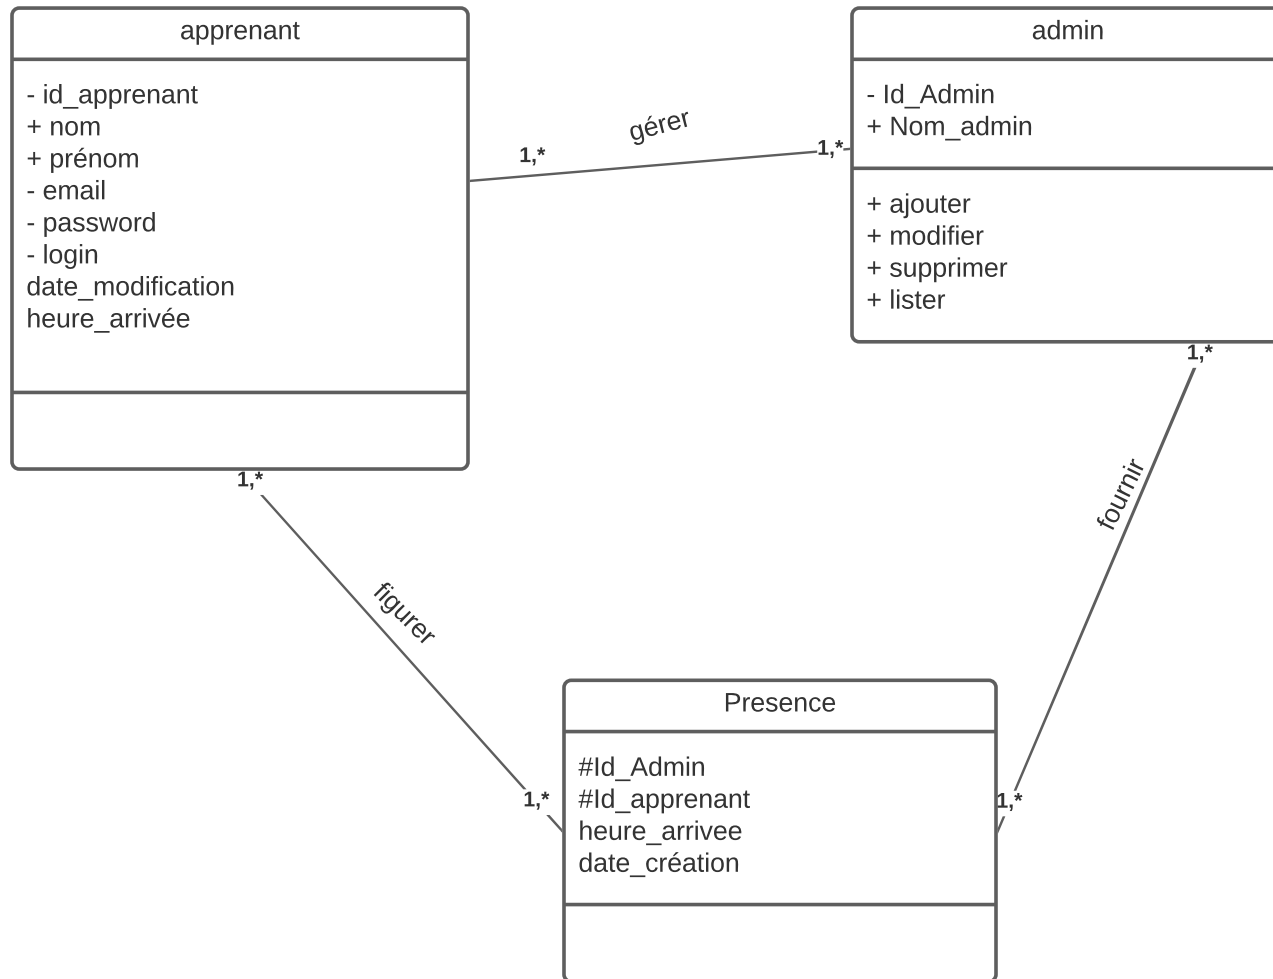 apprenant
- id_apprenant
+ nom
+ prénom
- email
- password
- login
date_modification
heure_arrivée
admin
- Id_Admin
+ Nom_admin
+ ajouter
+ modifier
+ supprimer
+ lister
1,*
gérer
1,*
1,*
figurer
1,*
1,*
fournir
1,*
Presence
#Id_Admin
#Id_apprenant
heure_arrivee
date_création